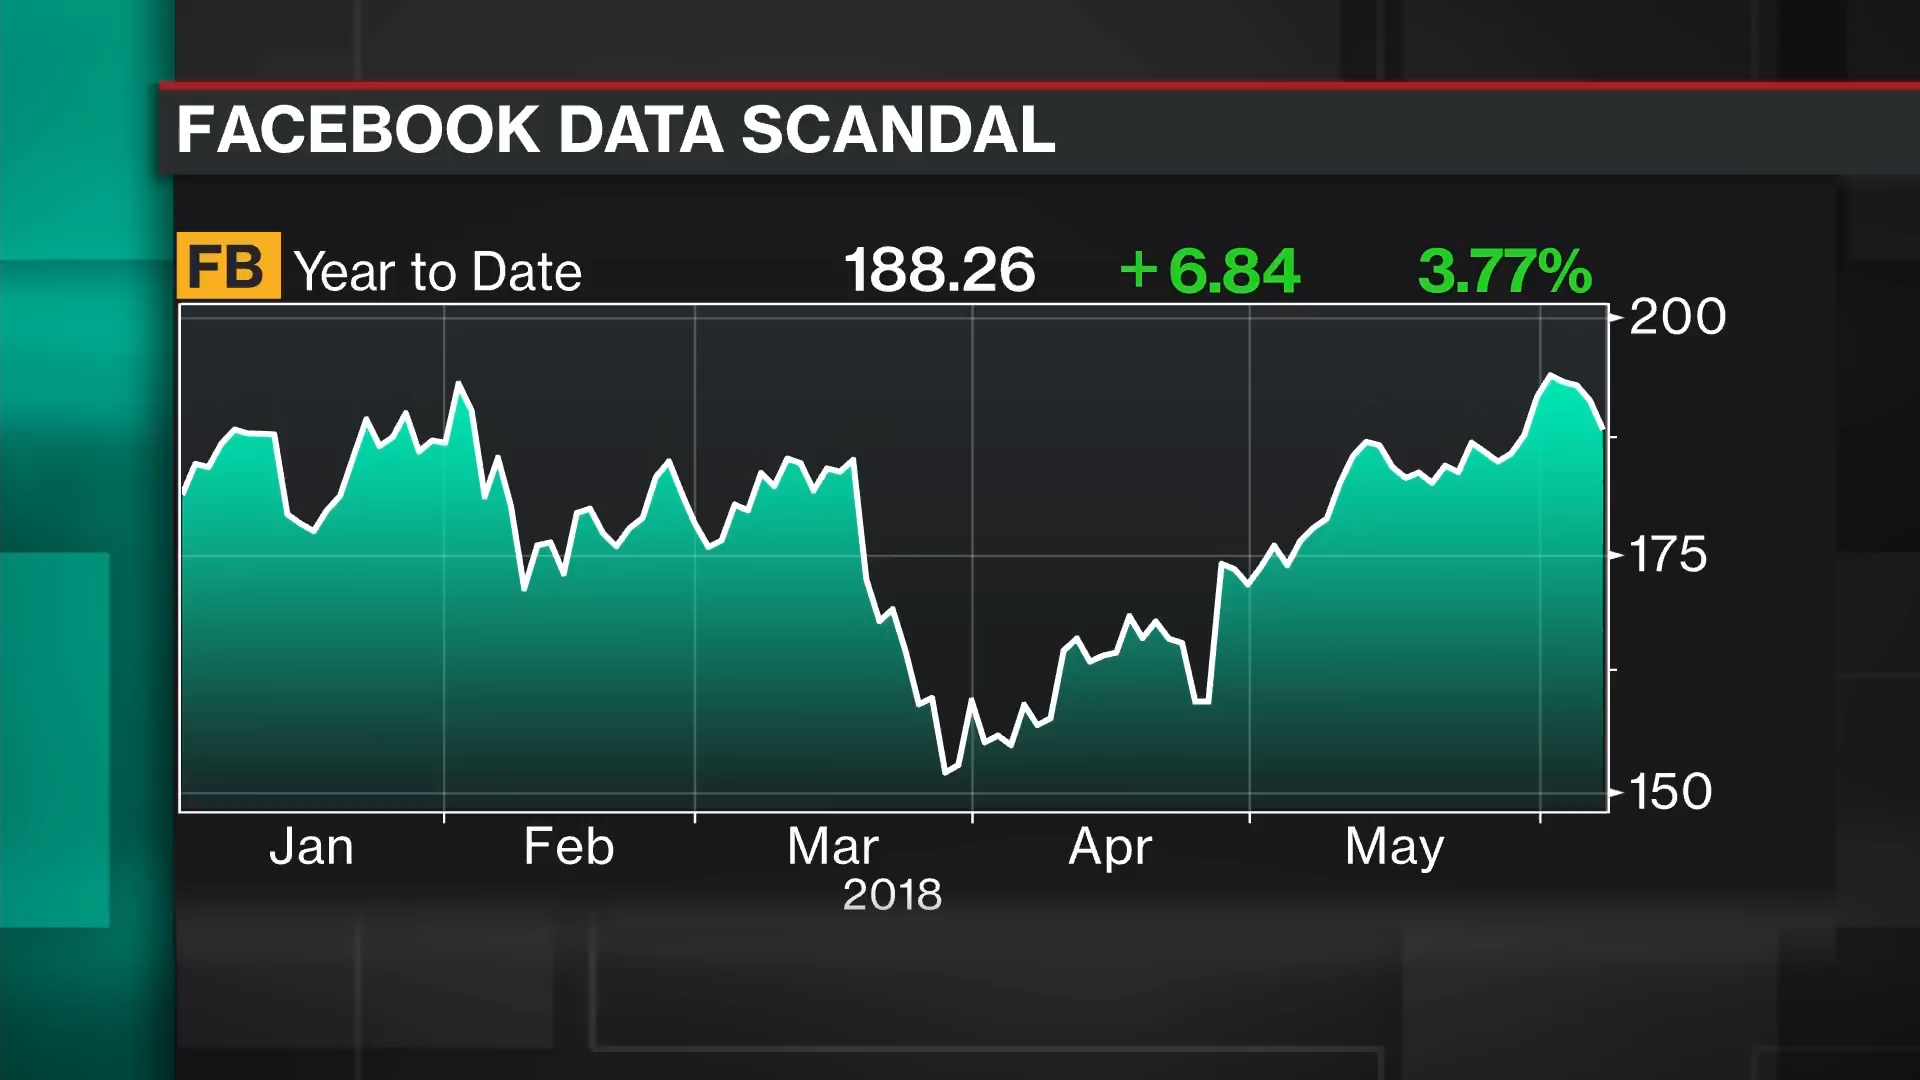 FACEBOOK DATA SCANDAL
FB Year to Date 188.26 +6.84 3.77%
200
175
150
Jan Feb Mar Apr May
2018